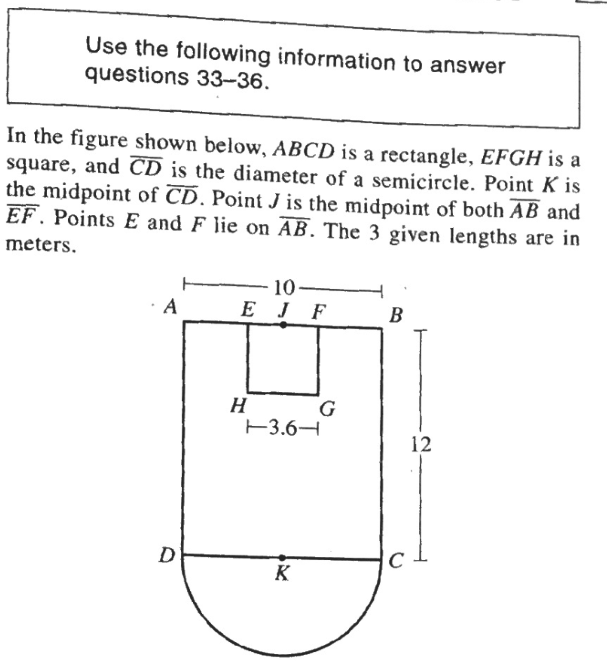 Use the following information to answer
questions 33–36.
In the figure shown below, ABCD is a rectangle, EFGH is a
square, and CD is the diameter of a semicircle. Point K is
the midpoint of CD. Point J is the midpoint of both AB and
EF. Points E and F lie on AB. The 3 given lengths are in
meters.
10
A E J F B
H G
3.6
12
D K C